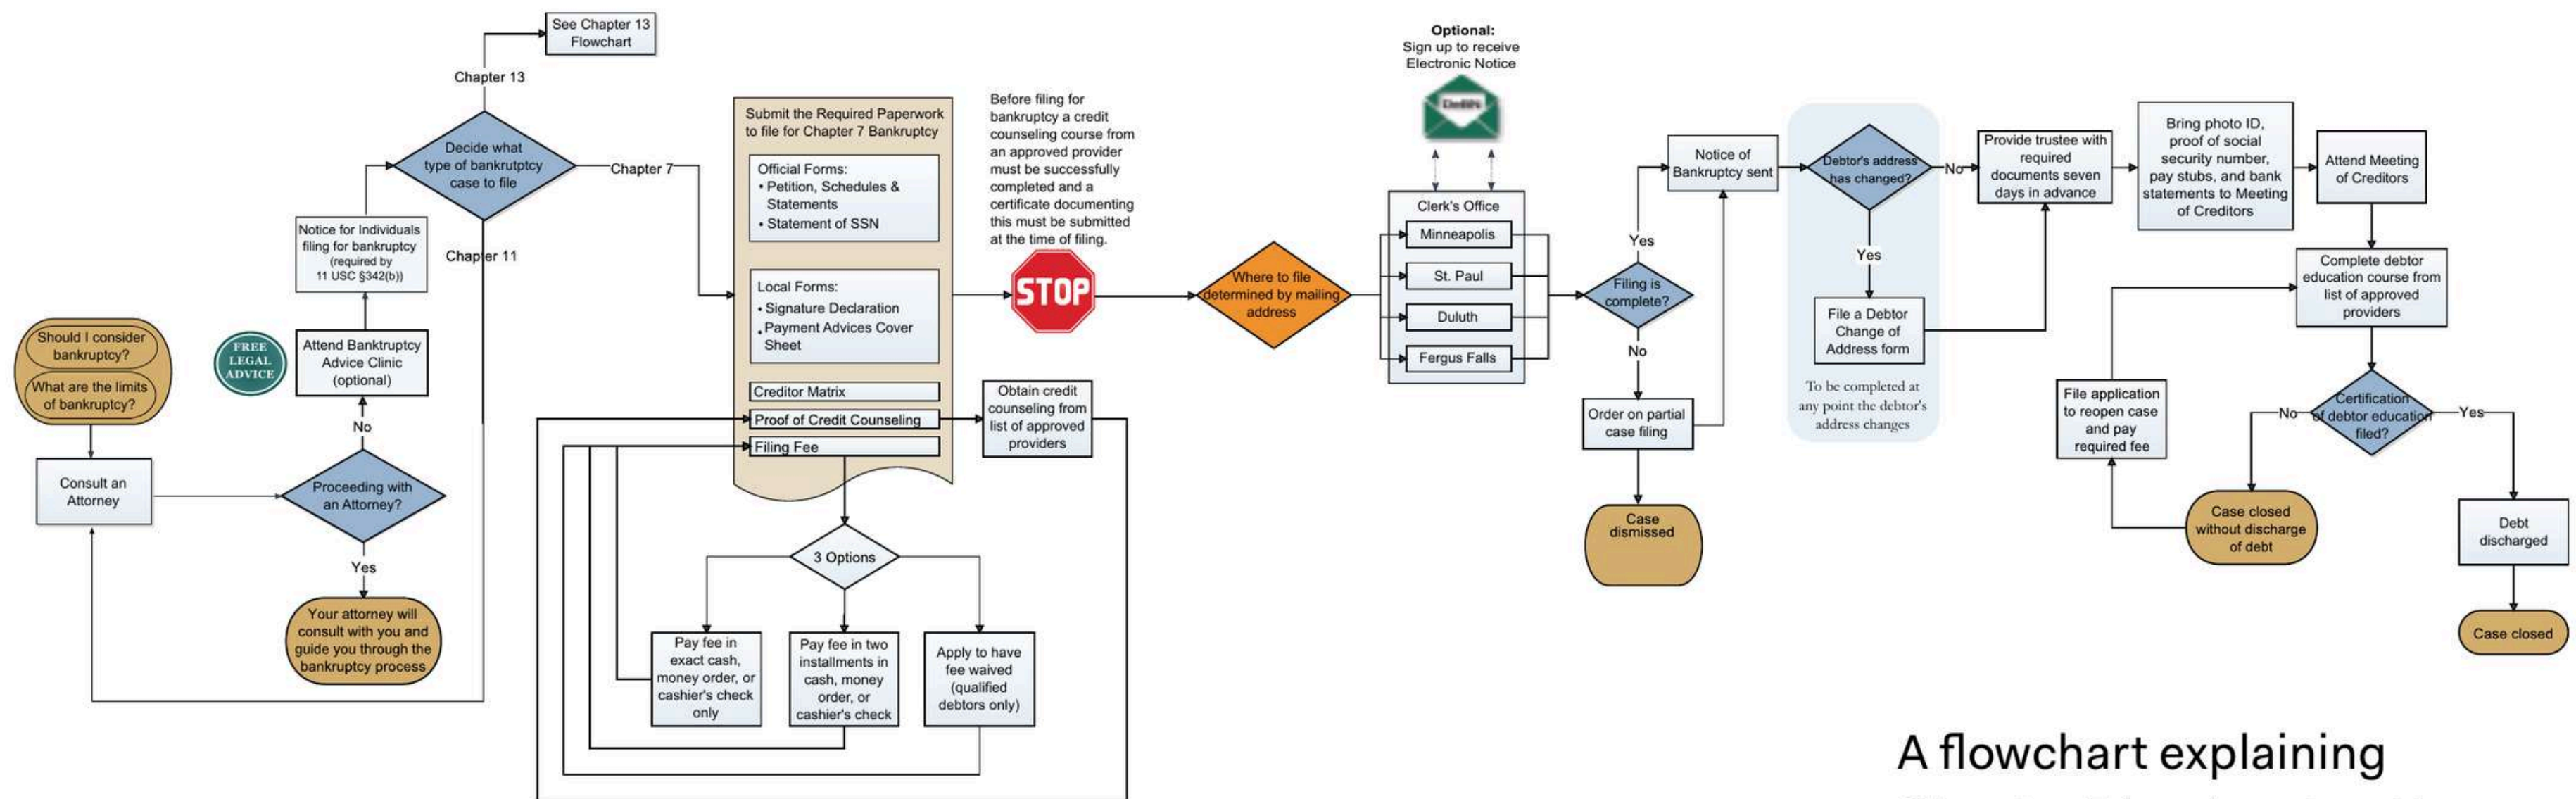 Should I consider
bankruptcy?
What are the limits
of bankruptcy?
Consult an
Attorney
FREE
LEGAL
ADVICE
Proceeding with
an Attorney?
Yes
Your attorney will
consult with you and
guide you through the
bankruptcy process
No
Attend Banktruptcy
Advice Clinic
(optional)
Notice for Individuals
filing for bankruptcy
(required by
11 USC §342(b))
Decide what
type of bankrutptcy
case to file
Chapter 13
See Chapter 13
Flowchart
Chapter 11
Chapter 7
Submit the Required Paperwork
to file for Chapter 7 Bankruptcy
Official Forms:
• Petition, Schedules &
Statements
• Statement of SSN
Local Forms:
• Signature Declaration
• Payment Advices Cover
Sheet
Creditor Matrix
Proof of Credit Counseling
Filing Fee
Obtain credit
counseling from
list of approved
providers
3 Options
Pay fee in
exact cash,
money order, or
cashier's check
only
Pay fee in two
installments in
cash, money
order, or
cashier's check
Apply to have
fee waived
(qualified
debtors only)
Before filing for
bankruptcy a credit
counseling course from
an approved provider
must be successfully
completed and a
certificate documenting
this must be submitted
at the time of filing.
STOP
Where to file
determined by mailing
address
Optional:
Sign up to receive
Electronic Notice
Clerk's Office
Minneapolis
St. Paul
Duluth
Fergus Falls
Filing is
complete?
Yes
No
Order on partial
case filing
Case
dismissed
Notice of
Bankruptcy sent
Debtor's address
has changed?
No
Yes
File a Debtor
Change of
Address form
To be completed at
any point the debtor's
address changes
Provide trustee with
required
documents seven
days in advance
Bring photo ID,
proof of social
security number,
pay stubs, and bank
statements to Meeting
of Creditors
Attend Meeting
of Creditors
Complete debtor
education course from
list of approved
providers
Certification
of debtor education
filed?
No
Yes
Case closed
without discharge
of debt
File application
to reopen case
and pay
required fee
Debt
discharged
Case closed
A flowchart explaining